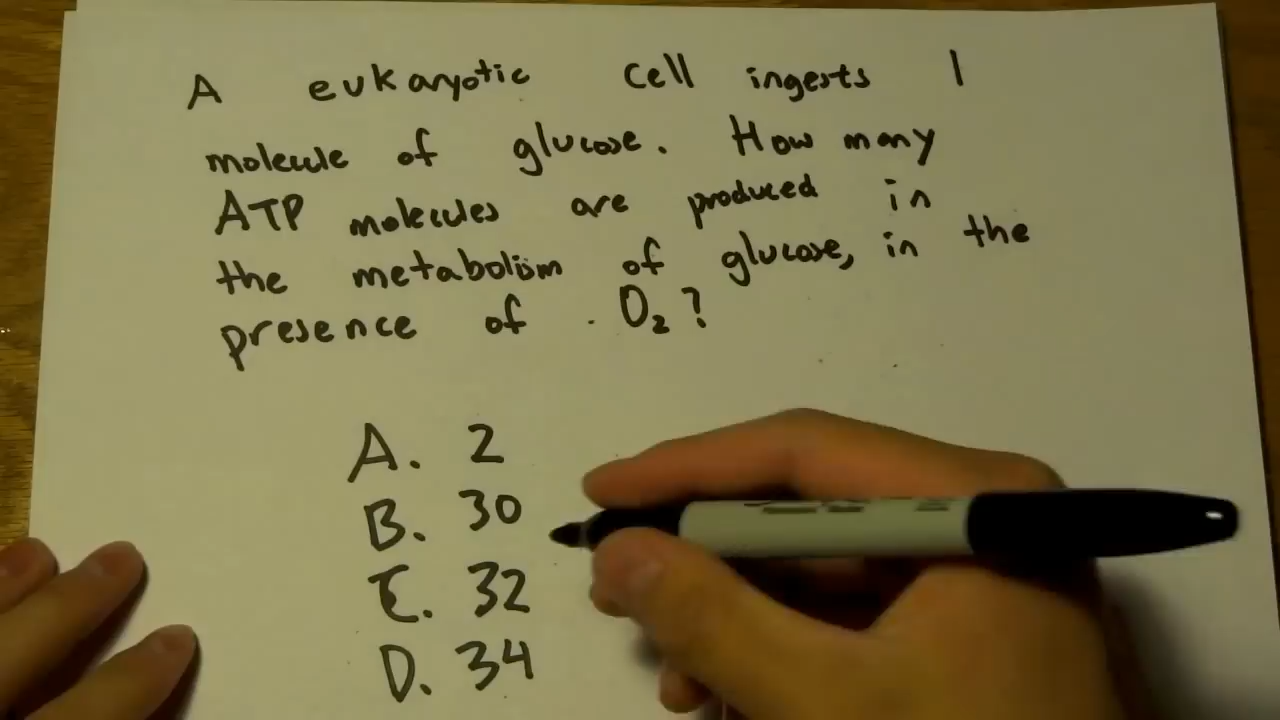 A eukaryotic cell ingests 1
molecule of glucose. How many
ATP molecules are produced in
the metabolism of glucose, in the
presence of O₂?
A. 2
B. 30
C. 32
D. 34